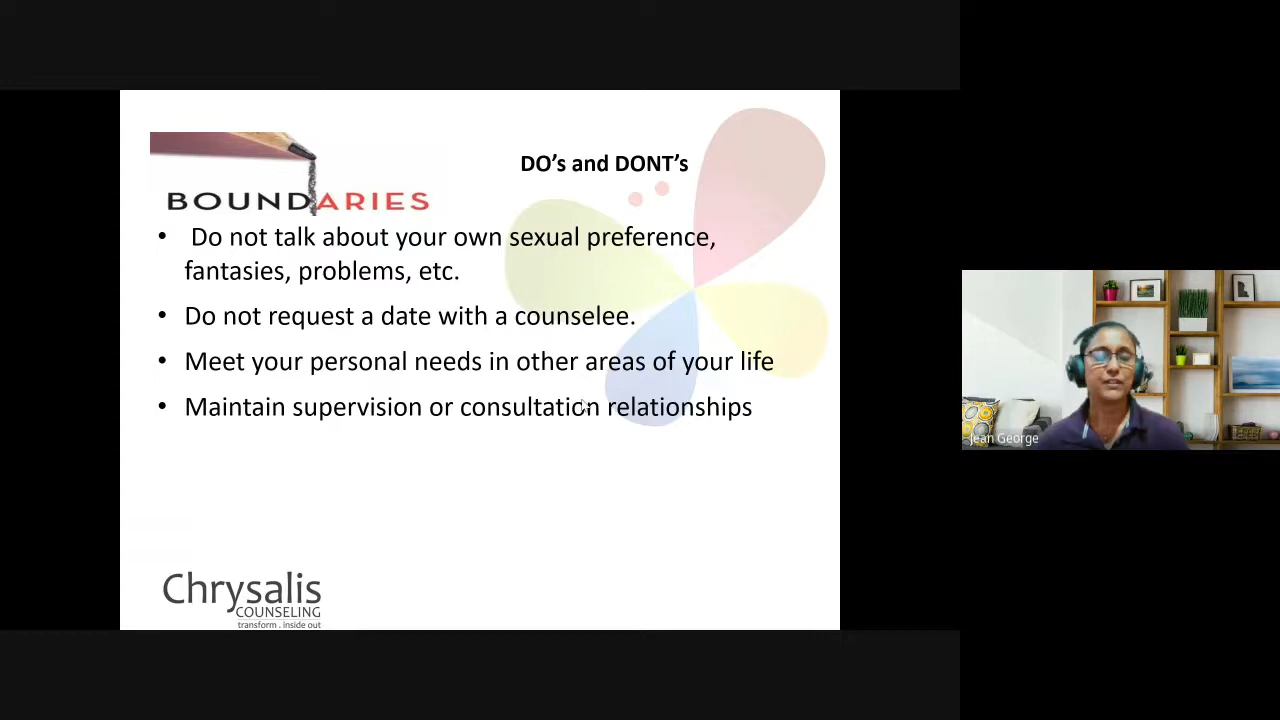 DO’s and DONT’s
BOUNDARIES
• Do not talk about your own sexual preference,
fantasies, problems, etc.
• Do not request a date with a counselee.
• Meet your personal needs in other areas of your life
• Maintain supervision or consultation relationships
Jean George
Chrysalis
COUNSELING
transform . inside out